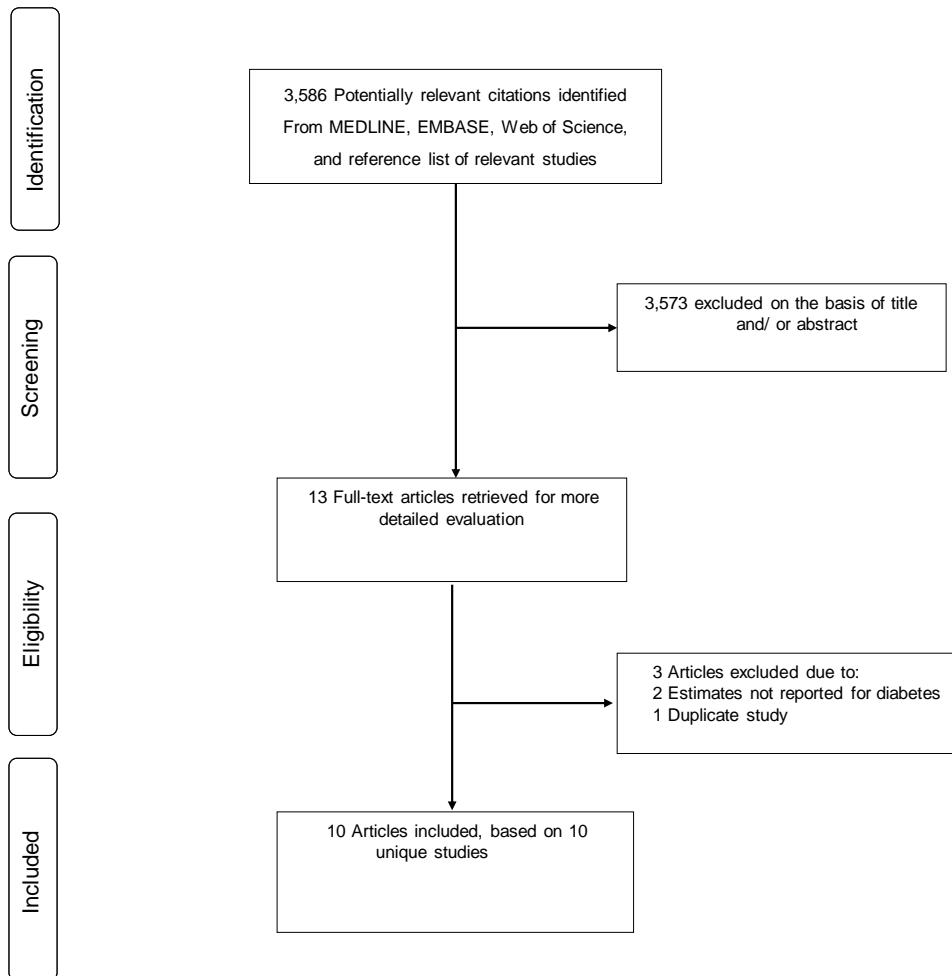 Identification
3,586 Potentially relevant citations identified
From MEDLINE, EMBASE, Web of Science,
and reference list of relevant studies
Screening
3,573 excluded on the basis of title
and/ or abstract
13 Full-text articles retrieved for more
detailed evaluation
Eligibility
3 Articles excluded due to:
2 Estimates not reported for diabetes
1 Duplicate study
Included
10 Articles included, based on 10
unique studies